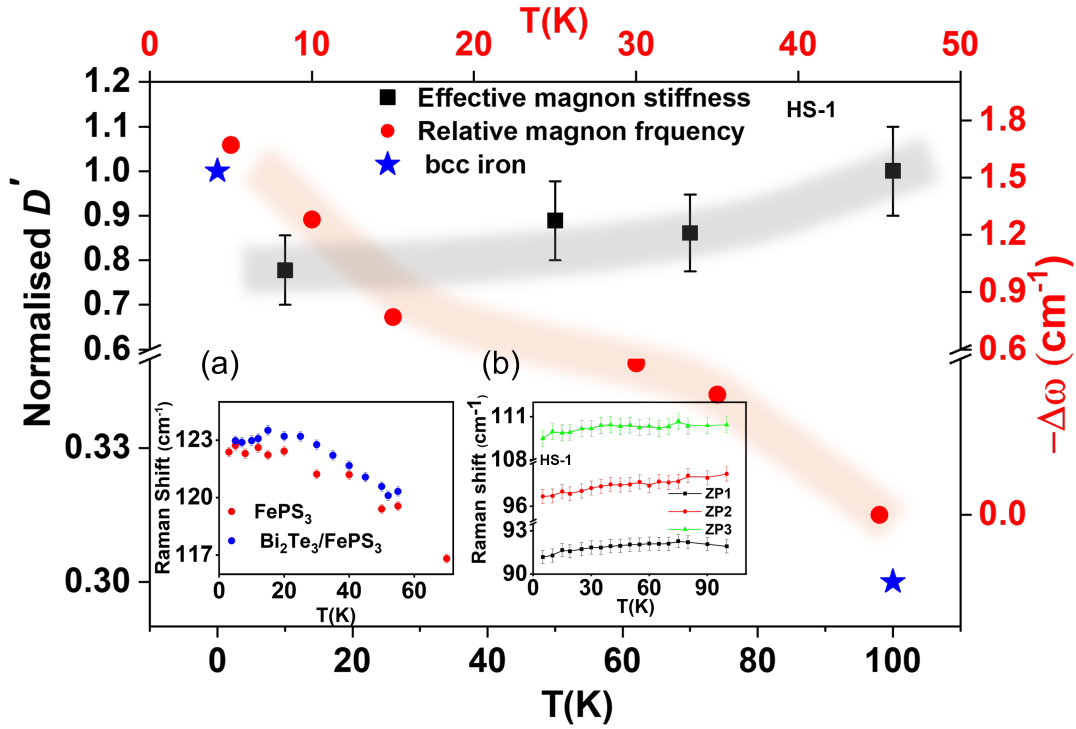 T(K)
0 10 20 30 40 50
1.2
1.1
1.0
0.9
0.8
0.7
0.6
0.33
0.30
Normalised D′
Effective magnon stiffness
Relative magnon frquency
bcc iron
HS-1
1.8
1.5
1.2
0.9
0.6
0.0
−Δω (cm⁻¹)
(a)
Raman Shift (cm⁻¹)
123
120
117
FePS₃
Bi₂Te₃/FePS₃
0 20 40 60
T(K)
(b)
Raman shift (cm⁻¹)
111
108
96
93
90
HS-1
ZP1
ZP2
ZP3
0 30 60 90
T(K)
0 20 40 60 80 100
T(K)